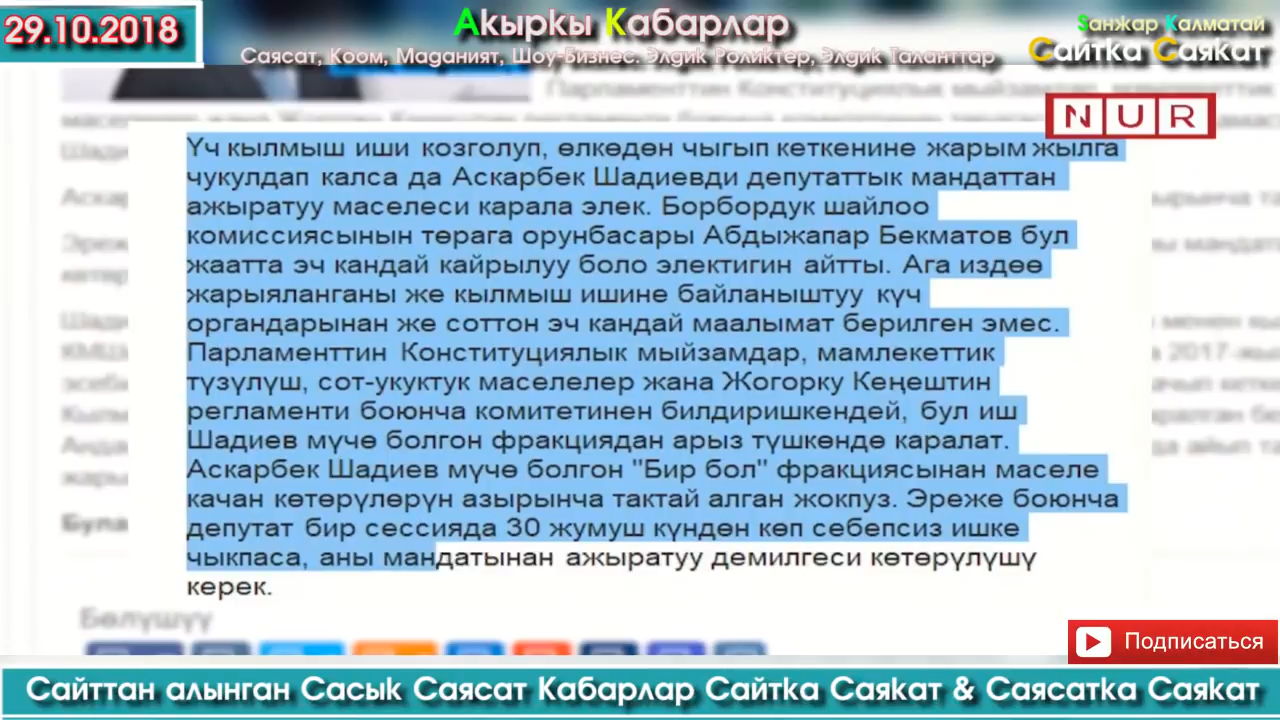 29.10.2018
Акыркы Кабарлар
Саясат, Коом, Маданият, Шоу-Бизнес. Элдик Роликтер, Элдик Таланттар
Sанжар Калматай
Сайтка Саякат
NUR
Үч кылмыш иши козголуп, өлкөдөн чыгып кеткенине жарым жылга
чукулдап калса да Аскарбек Шадиевди депутаттык мандаттан
ажыратуу маселеси карала элек. Борбордук шайлоо
комиссиясынын төрага орунбасары Абдыжапар Бекматов бул
жаатта эч кандай кайрылуу боло электигин айтты. Ага издөө
жарыяланганы же кылмыш ишине байланыштуу күч
органдарынан же соттон эч кандай маалымат берилген эмес.
Парламенттин Конституциялык мыйзамдар, мамлекеттик
түзүлүш, сот-укуктук маселелер жана Жогорку Кеңештин
регламенти боюнча комитетинен билдиришкендей, бул иш
Шадиев мүчө болгон фракциядан арыз түшкөндө каралат.
Аскарбек Шадиев мүчө болгон "Бир бол" фракциясынан маселе
качан көтөрүлөрүн азырынча тактай алган жокпуз. Эреже боюнча
депутат бир сессияда 30 жумуш күндөн көп себепсиз ишке
чыкпаса, аны мандатынан ажыратуу демилгеси көтөрүлүшү
керек.
Бөлүшүү
Подписаться
Сайттан алынган Сасык Саясат Кабарлар Сайтка Саякат & Саясатка Саякат